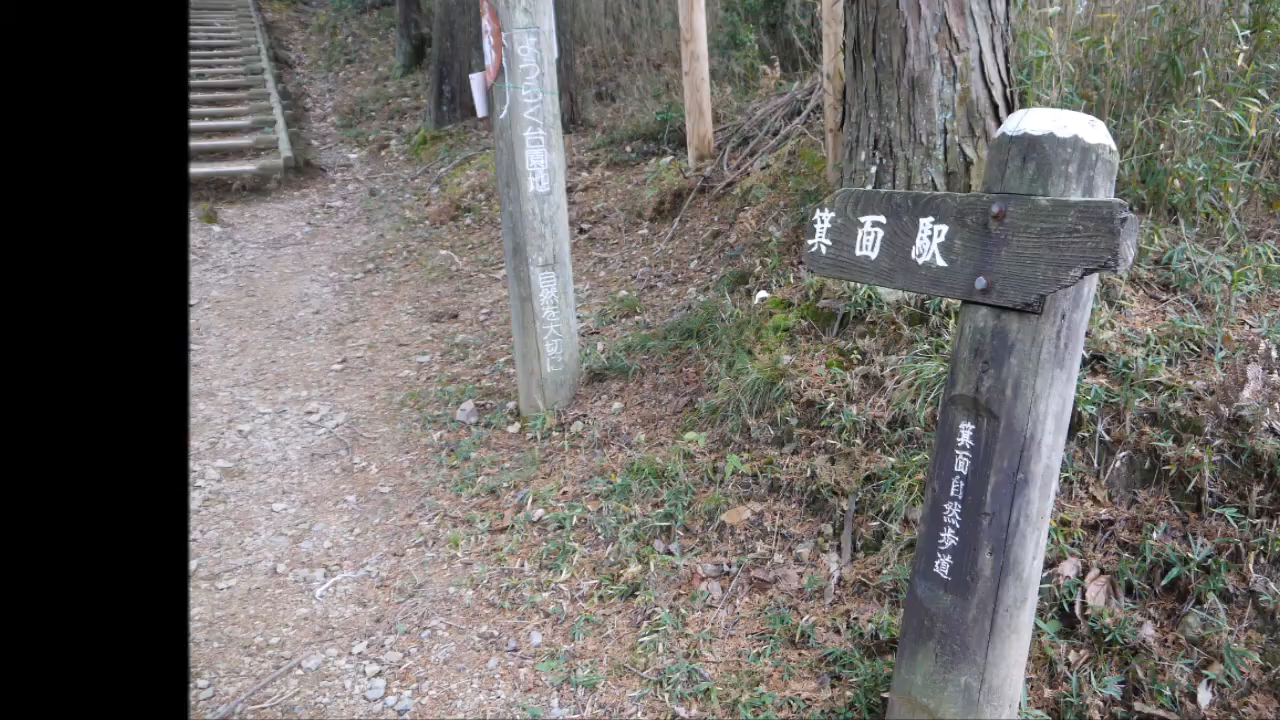 ようらく台園地
自然を大切に
箕面駅
箕面自然歩道